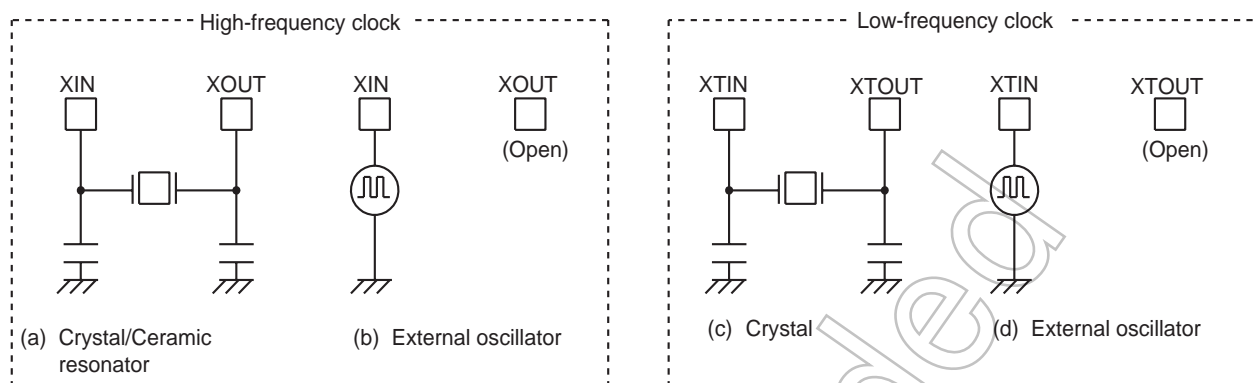 High-frequency clock
XIN XOUT XIN XOUT
(Open)
(a) Crystal/Ceramic
resonator
(b) External oscillator
Low-frequency clock
XTIN XTOUT XTIN XTOUT
(Open)
(c) Crystal
(d) External oscillator
ded